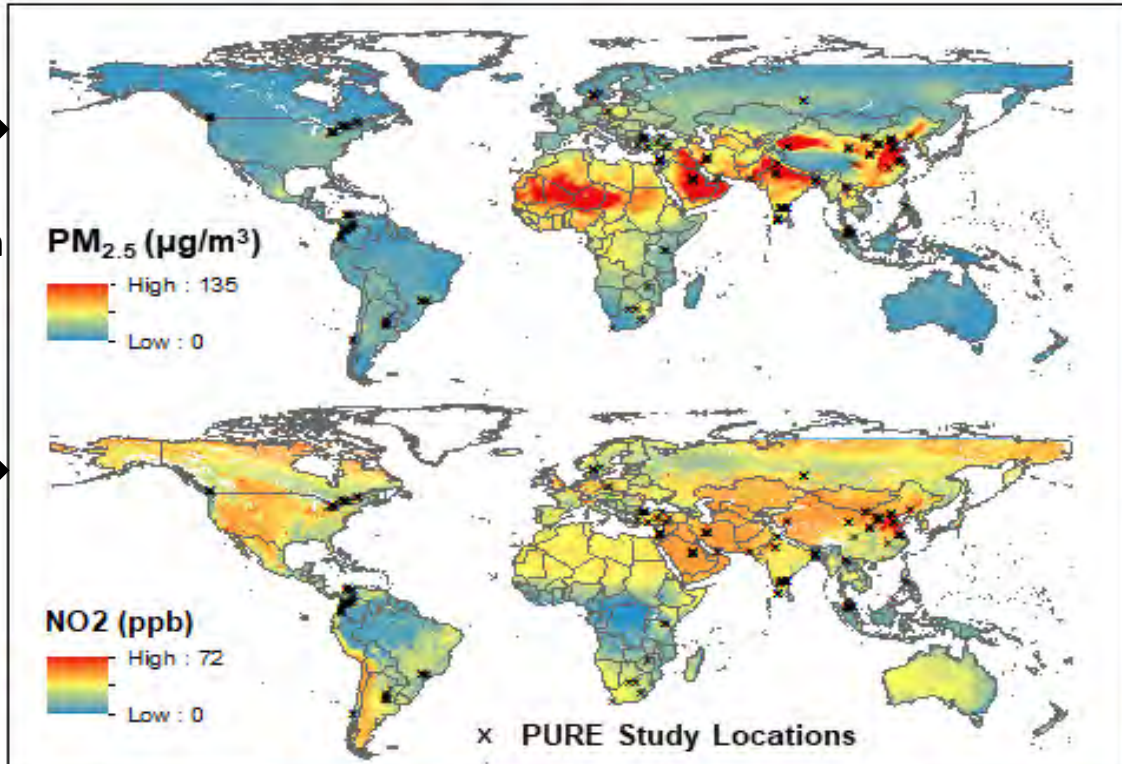 PM₂.₅ (µg/m³)
High : 135
Low : 0
NO2 (ppb)
High : 72
Low : 0
x PURE Study Locations